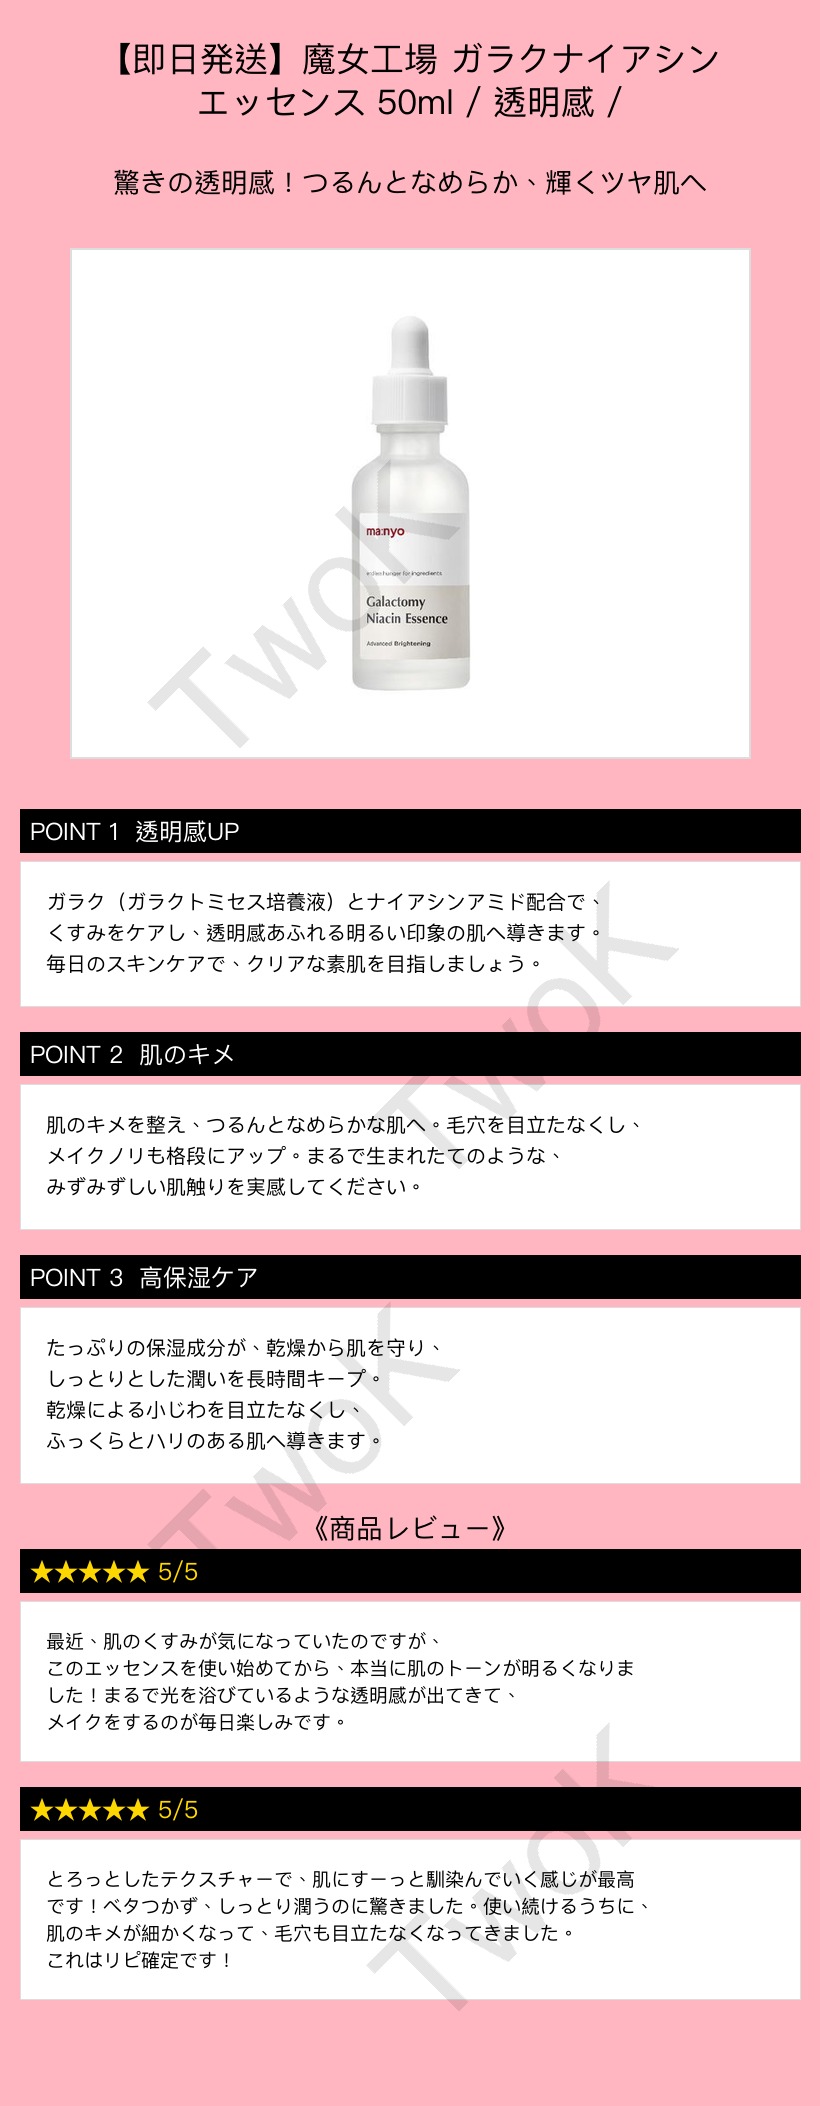 【即日発送】魔女工場 ガラクナイアシン
エッセンス 50ml / 透明感 /
驚きの透明感！つるんとなめらか、輝くツヤ肌へ
ma:nyo
Galactomy
Niacin Essence
Advanced Brightening
TwoK
POINT 1 透明感UP
ガラク（ガラクトミセス培養液）とナイアシンアミド配合で、
くすみをケアし、透明感あふれる明るい印象の肌へ導きます。
毎日のスキンケアで、クリアな素肌を目指しましょう。
TwoK
POINT 2 肌のキメ
肌のキメを整え、つるんとなめらかな肌へ。毛穴を目立たなくし、
メイクノリも格段にアップ。まるで生まれたてのような、
みずみずしい肌触りを実感してください。
POINT 3 高保湿ケア
たっぷりの保湿成分が、乾燥から肌を守り、
しっとりとした潤いを長時間キープ。
乾燥による小じわを目立たなくし、
ふっくらとハリのある肌へ導きます。
TwoK
《商品レビュー》
★★★★★ 5/5
最近、肌のくすみが気になっていたのですが、
このエッセンスを使い始めてから、本当に肌のトーンが明るくなりま
した！まるで光を浴びているような透明感が出てきて、
メイクをするのが毎日楽しみです。
★★★★★ 5/5
とろっとしたテクスチャーで、肌にすーっと馴染んでいく感じが最高
です！ベタつかず、しっとり潤うのに驚きました。使い続けるうちに、
肌のキメが細かくなって、毛穴も目立たなくなってきました。
これはリピ確定です！
TwoK